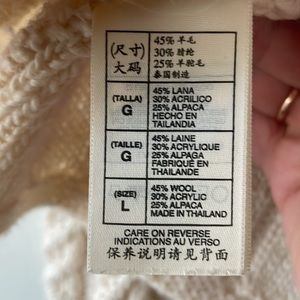 (尺寸)
大码
45% 羊毛
30% 腈纶
25% 羊驼毛
泰国制造
(TALLA)
G
45% LANA
30% ACRILICO
25% ALPACA
HECHO EN
TAILANDIA
(TAILLE)
G
45% LAINE
30% ACRYLIQUE
25% ALPAGA
FABRIQUÉ EN
THAILANDE
(SIZE)
L
45% WOOL
30% ACRYLIC
25% ALPACA
MADE IN THAILAND
CARE ON REVERSE
INDICATIONS AU VERSO
保养说明请见背面